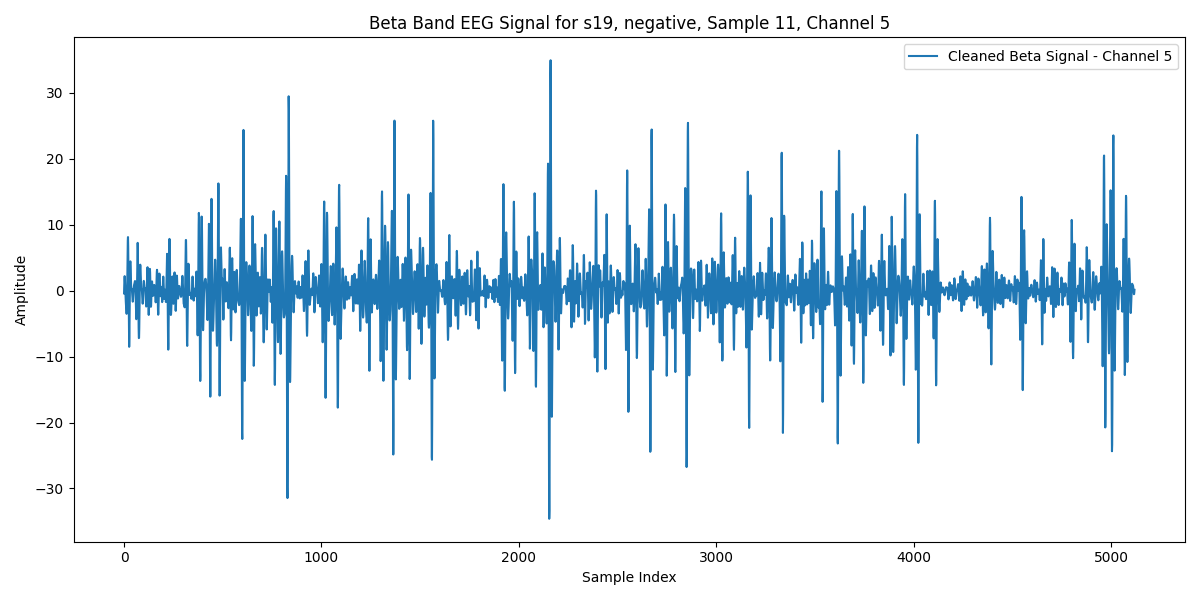 Beta Band EEG Signal for s19, negative, Sample 11, Channel 5
Cleaned Beta Signal - Channel 5
Amplitude
30
20
10
0
−10
−20
−30
0 1000 2000 3000 4000 5000
Sample Index